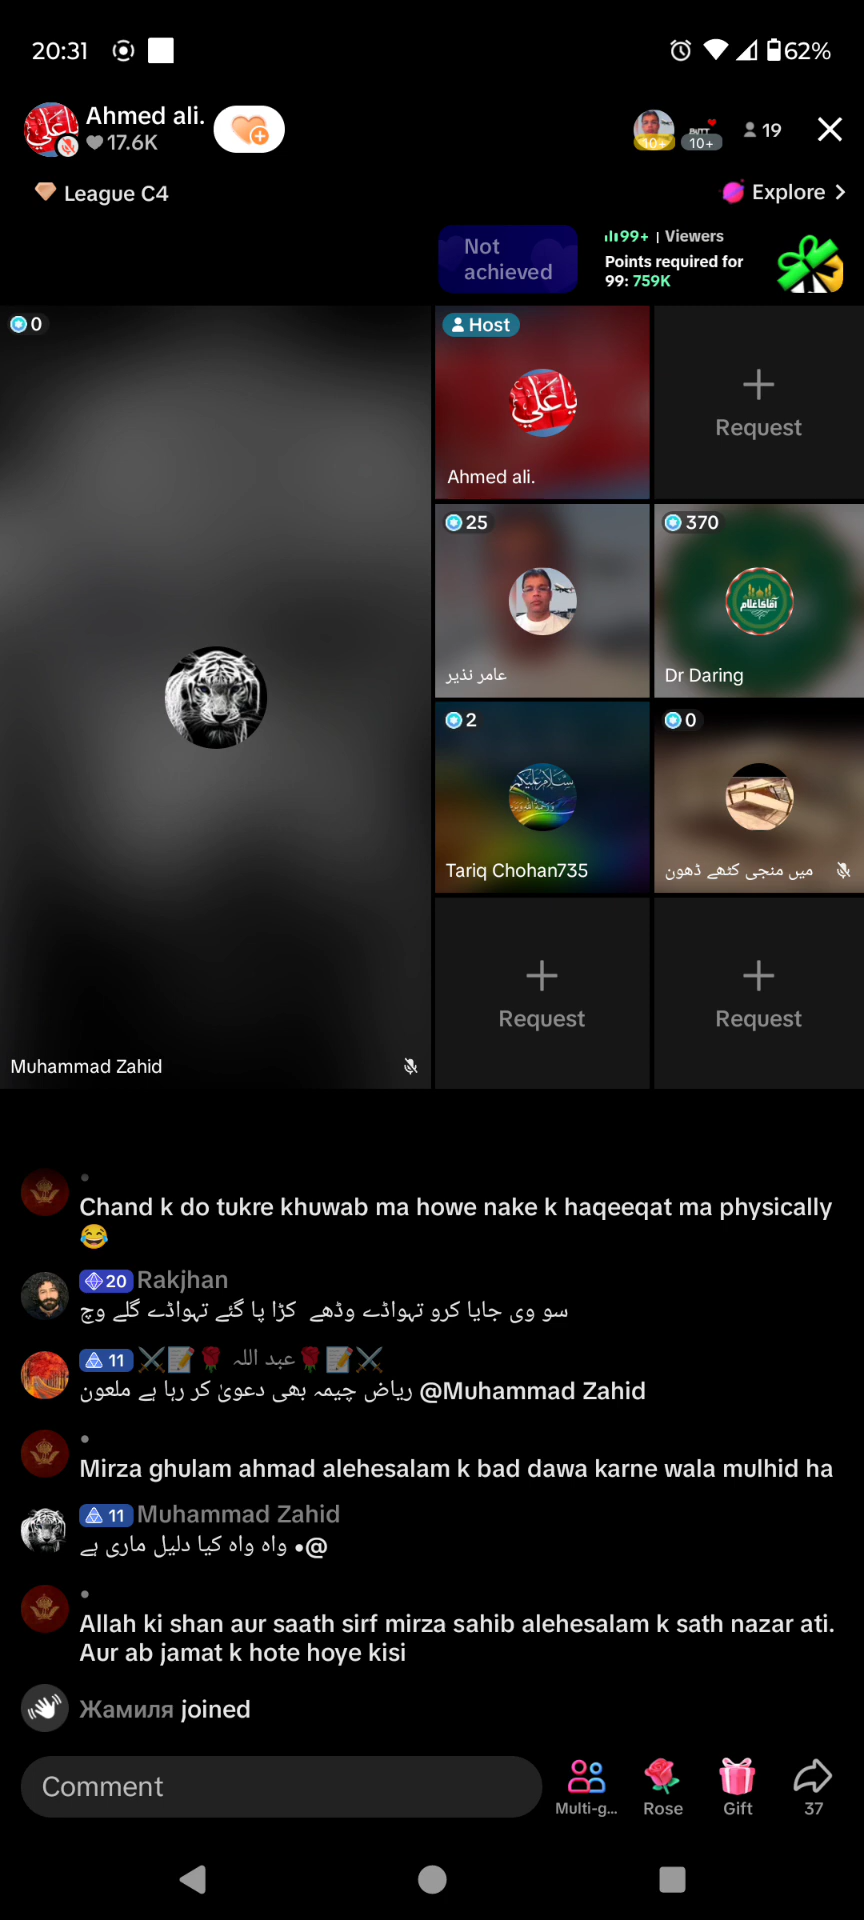 20:31
62%
Ahmed ali.
17.6K
10+
10+
19
League C4
Explore
Not
achieved
99+ | Viewers
Points required for
99: 759K
0
Host
ياعلي
Ahmed ali.
Request
25
عامر نذیر
370
آقاکاغلام
Dr Daring
2
Tariq Chohan735
0
میں منجی کتھے ڈھون
Muhammad Zahid
Request
Request
Chand k do tukre khuwab ma howe nake k haqeeqat ma physically
😂
20 Rakjhan
سو وی جایا کرو تہواڈے وڈھے کڑا پا گئے تہواڈے گلے وچ
11 ⚔️📝🌹 عبد اللہ 🌹📝⚔️
@Muhammad Zahid ریاض چیمہ بھی دعویٰ کر رہا ہے ملعون
Mirza ghulam ahmad alehesalam k bad dawa karne wala mulhid ha
11 Muhammad Zahid
@• واہ واہ کیا دلیل ماری ہے
Allah ki shan aur saath sirf mirza sahib alehesalam k sath nazar ati.
Aur ab jamat k hote hoye kisi
Жамиля joined
Comment
Multi-g...
Rose
Gift
37